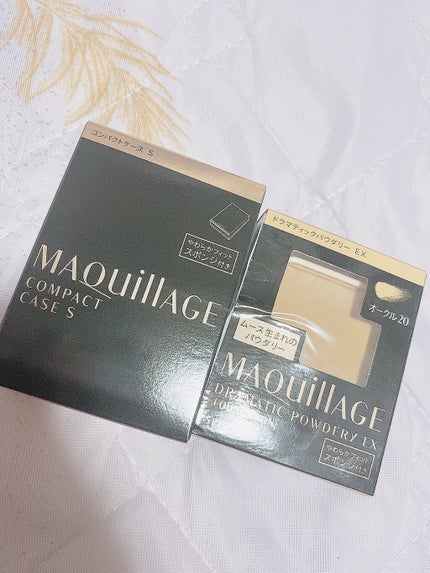 コンパクトケース S
やわらかフィット
スポンジ付き
MAQuillAGE
COMPACT
CASE S
ドラマティックパウダリー EX
オークル20
ムース生まれの
パウダリー
MAQuillAGE
DRAMATIC POWDERY EX
やわらかフィット
スポンジ付き